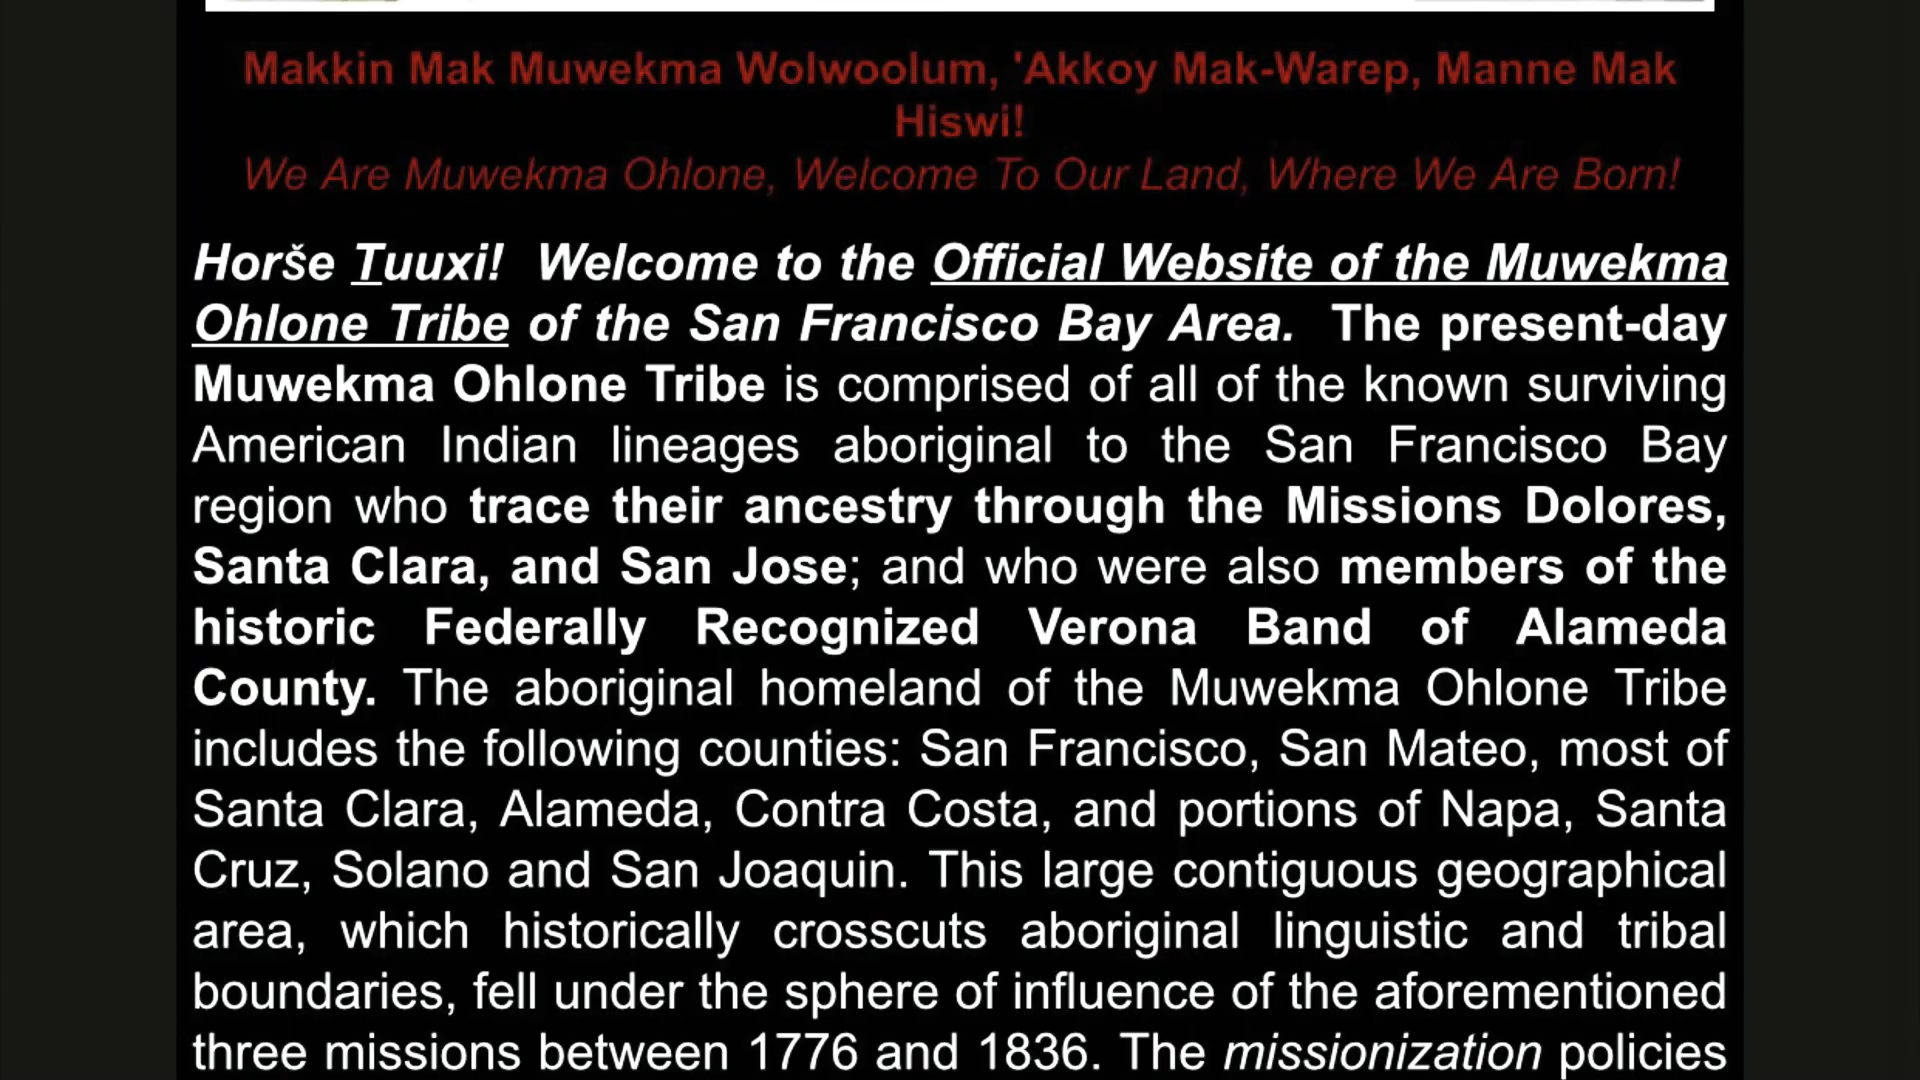 Makkin Mak Muwekma Wolwoolum, 'Akkoy Mak-Warep, Manne Mak
Hiswi!
We Are Muwekma Ohlone, Welcome To Our Land, Where We Are Born!
Horše Tuuxi! Welcome to the Official Website of the Muwekma
Ohlone Tribe of the San Francisco Bay Area. The present-day
Muwekma Ohlone Tribe is comprised of all of the known surviving
American Indian lineages aboriginal to the San Francisco Bay
region who trace their ancestry through the Missions Dolores,
Santa Clara, and San Jose; and who were also members of the
historic Federally Recognized Verona Band of Alameda
County. The aboriginal homeland of the Muwekma Ohlone Tribe
includes the following counties: San Francisco, San Mateo, most of
Santa Clara, Alameda, Contra Costa, and portions of Napa, Santa
Cruz, Solano and San Joaquin. This large contiguous geographical
area, which historically crosscuts aboriginal linguistic and tribal
boundaries, fell under the sphere of influence of the aforementioned
three missions between 1776 and 1836. The missionization policies